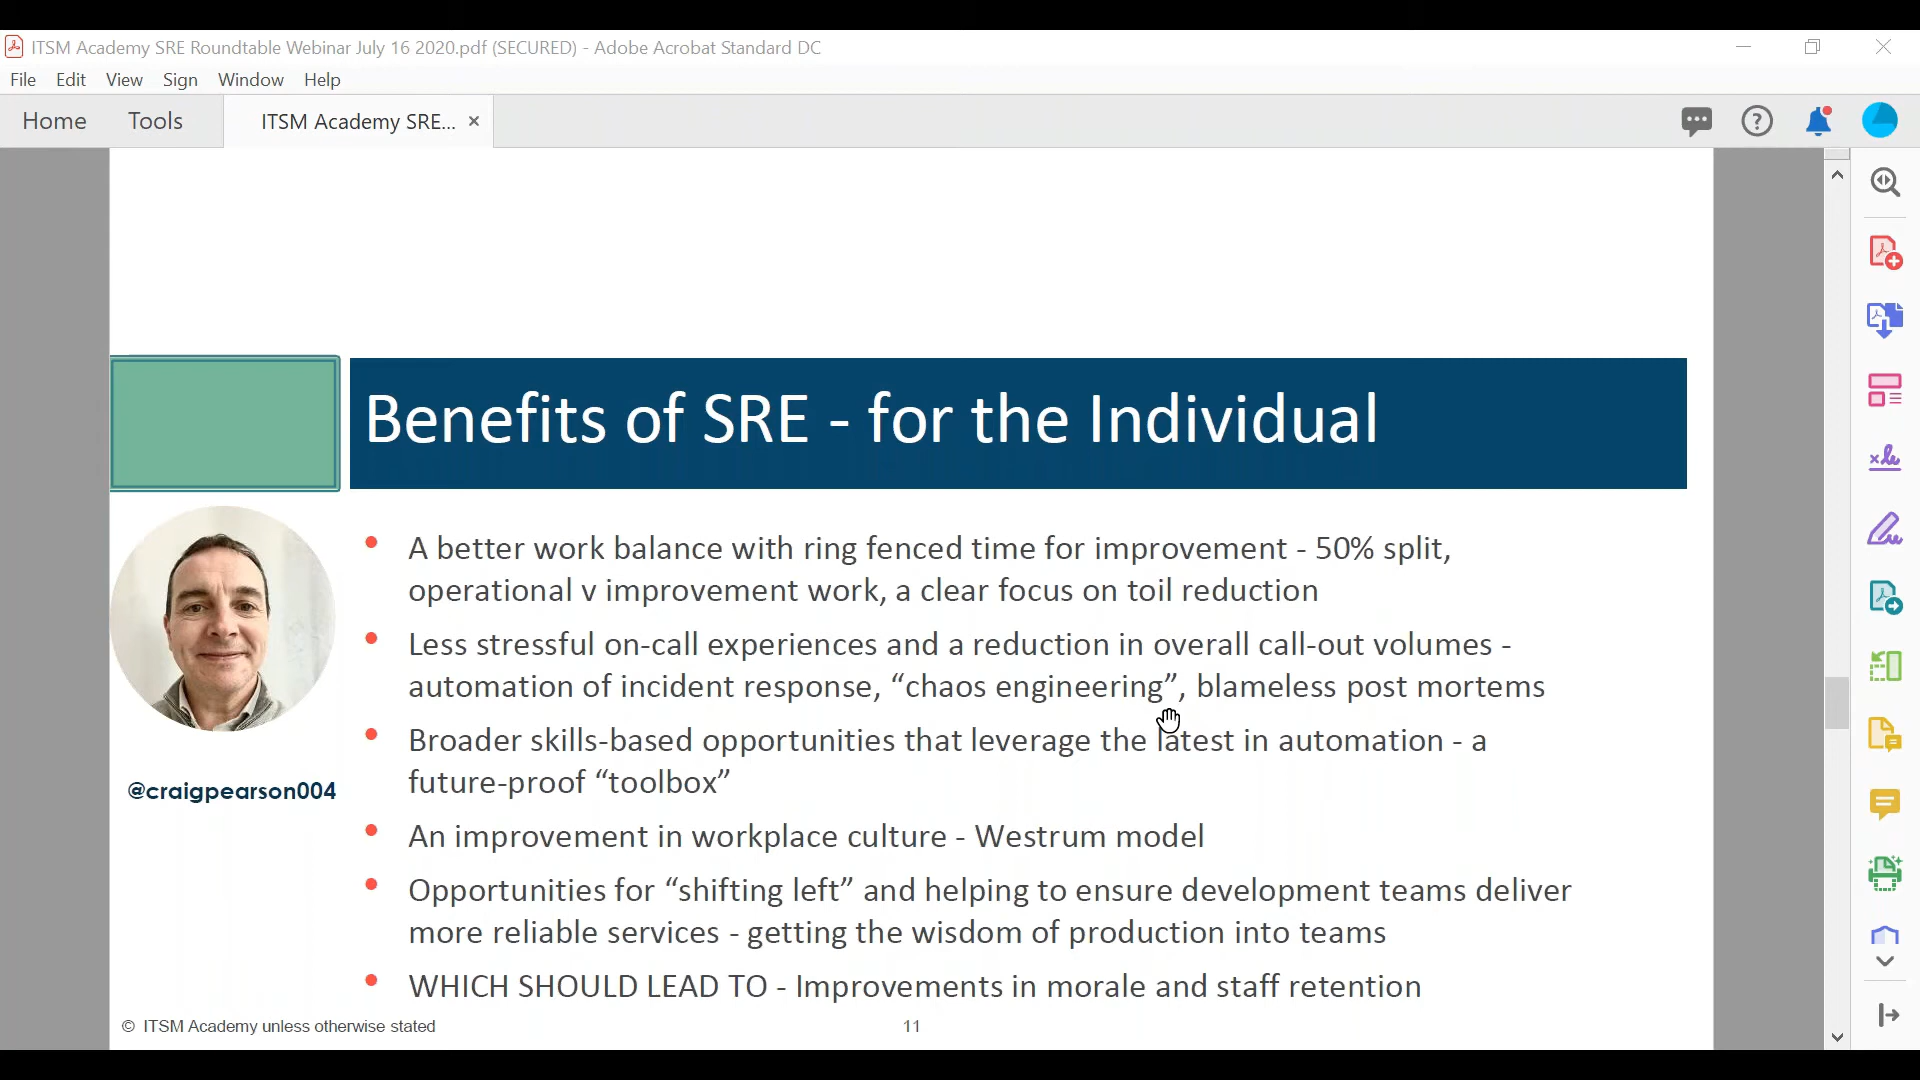 ITSM Academy SRE Roundtable Webinar July 16 2020.pdf (SECURED) - Adobe Acrobat Standard DC
File Edit View Sign Window Help
Home Tools ITSM Academy SRE... ×
Benefits of SRE - for the Individual
• A better work balance with ring fenced time for improvement - 50% split,
operational v improvement work, a clear focus on toil reduction
• Less stressful on-call experiences and a reduction in overall call-out volumes -
automation of incident response, “chaos engineering”, blameless post mortems
• Broader skills-based opportunities that leverage the latest in automation - a
future-proof “toolbox”
@craigpearson004
• An improvement in workplace culture - Westrum model
• Opportunities for “shifting left” and helping to ensure development teams deliver
more reliable services - getting the wisdom of production into teams
• WHICH SHOULD LEAD TO - Improvements in morale and staff retention
© ITSM Academy unless otherwise stated 11